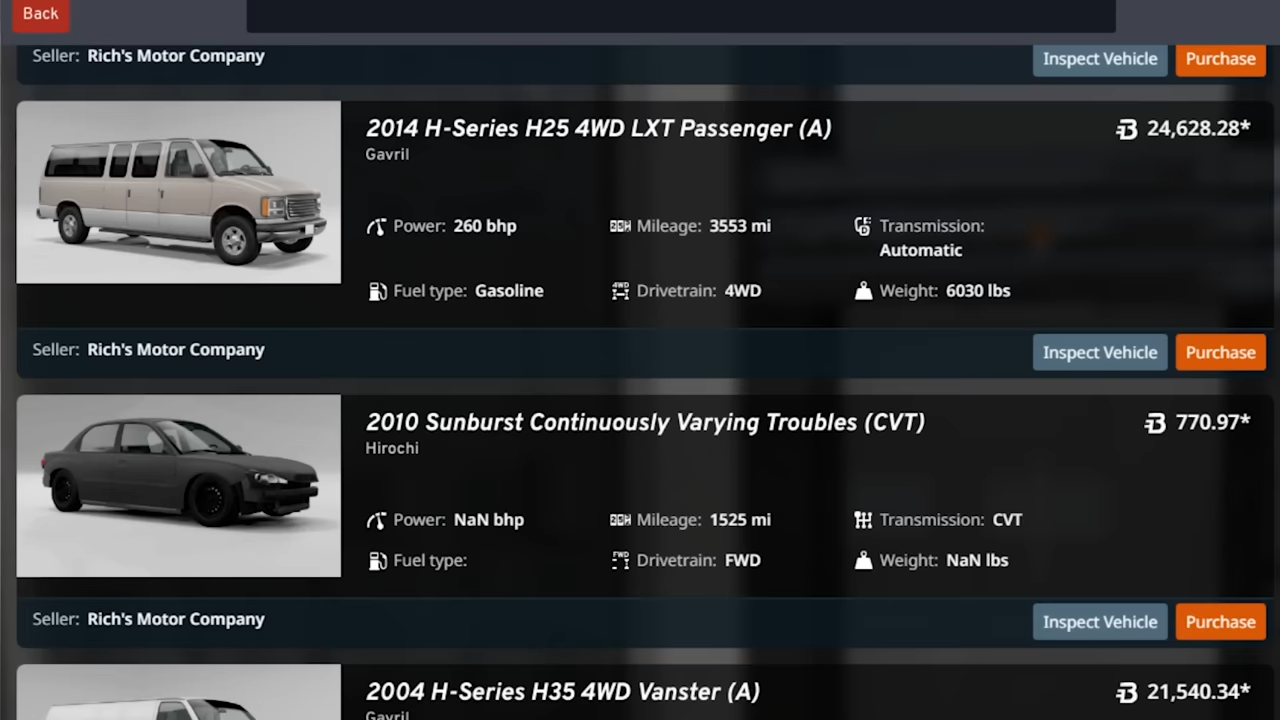 Back
Seller: Rich's Motor Company
Inspect Vehicle
Purchase
2014 H-Series H25 4WD LXT Passenger (A)
24,628.28*
Gavril
Power: 260 bhp
Mileage: 3553 mi
Transmission:
Automatic
Fuel type: Gasoline
4WD
Drivetrain: 4WD
Weight: 6030 lbs
Seller: Rich's Motor Company
Inspect Vehicle
Purchase
2010 Sunburst Continuously Varying Troubles (CVT)
770.97*
Hirochi
Power: NaN bhp
Mileage: 1525 mi
Transmission: CVT
Fuel type:
FWD
Drivetrain: FWD
Weight: NaN lbs
Seller: Rich's Motor Company
Inspect Vehicle
Purchase
2004 H-Series H35 4WD Vanster (A)
21,540.34*
Gavril